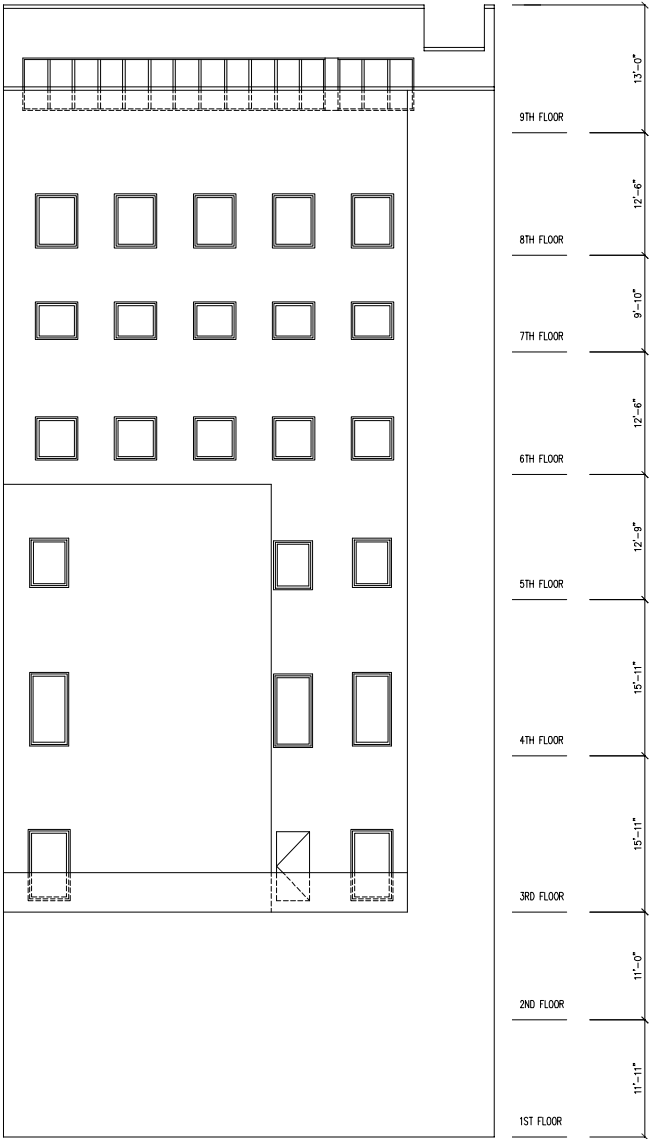 13'-0"
9TH FLOOR
12'-6"
8TH FLOOR
9'-10"
7TH FLOOR
12'-6"
6TH FLOOR
12'-9"
5TH FLOOR
15'-11"
4TH FLOOR
15'-11"
3RD FLOOR
11'-0"
2ND FLOOR
11'-11"
1ST FLOOR